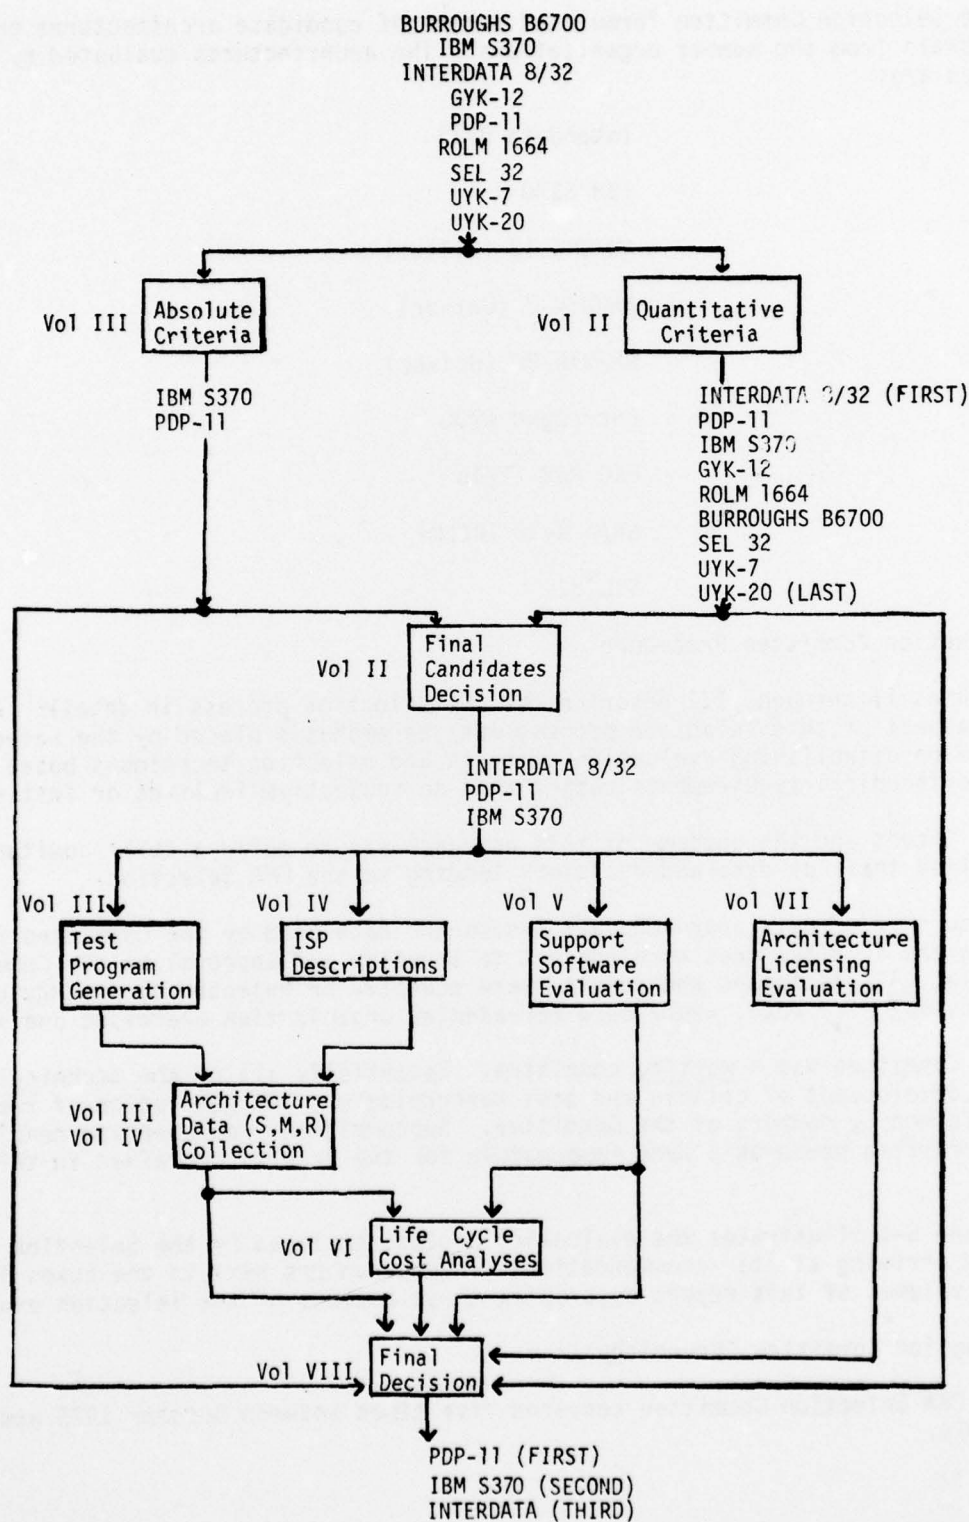 BURROUGHS B6700
IBM S370
INTERDATA 8/32
GYK-12
PDP-11
ROLM 1664
SEL 32
UYK-7
UYK-20
Vol III
Absolute
Criteria
Vol II
Quantitative
Criteria
IBM S370
PDP-11
INTERDATA 8/32 (FIRST)
PDP-11
IBM S370
GYK-12
ROLM 1664
BURROUGHS B6700
SEL 32
UYK-7
UYK-20 (LAST)
Vol II
Final
Candidates
Decision
INTERDATA 8/32
PDP-11
IBM S370
Vol III
Test
Program
Generation
Vol IV
ISP
Descriptions
Vol V
Support
Software
Evaluation
Vol VII
Architecture
Licensing
Evaluation
Vol III
Vol IV
Architecture
Data (S,M,R)
Collection
Vol VI
Life Cycle
Cost Analyses
Vol VIII
Final
Decision
PDP-11 (FIRST)
IBM S370 (SECOND)
INTERDATA (THIRD)